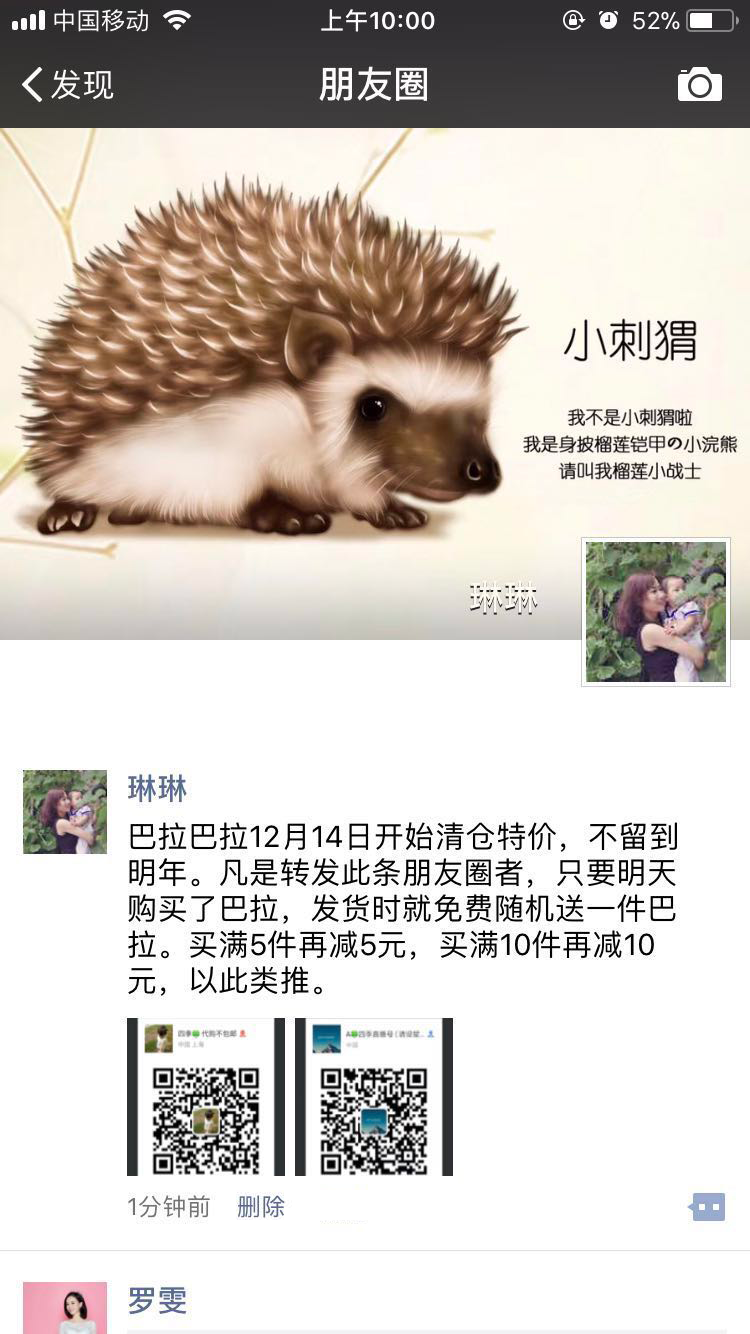 中国移动
上午10:00
52%
发现
朋友圈
小刺猬
我不是小刺猬啦
我是身披榴莲铠甲の小浣熊
请叫我榴莲小战士
琳琳
琳琳
巴拉巴拉12月14日开始清仓特价，不留到
明年。凡是转发此条朋友圈者，只要明天
购买了巴拉，发货时就免费随机送一件巴
拉。买满5件再减5元，买满10件再减10
元，以此类推。
四季🍀代购不包邮
中国 上海
A🍀四季直播号
中国
1分钟前
删除
罗雯